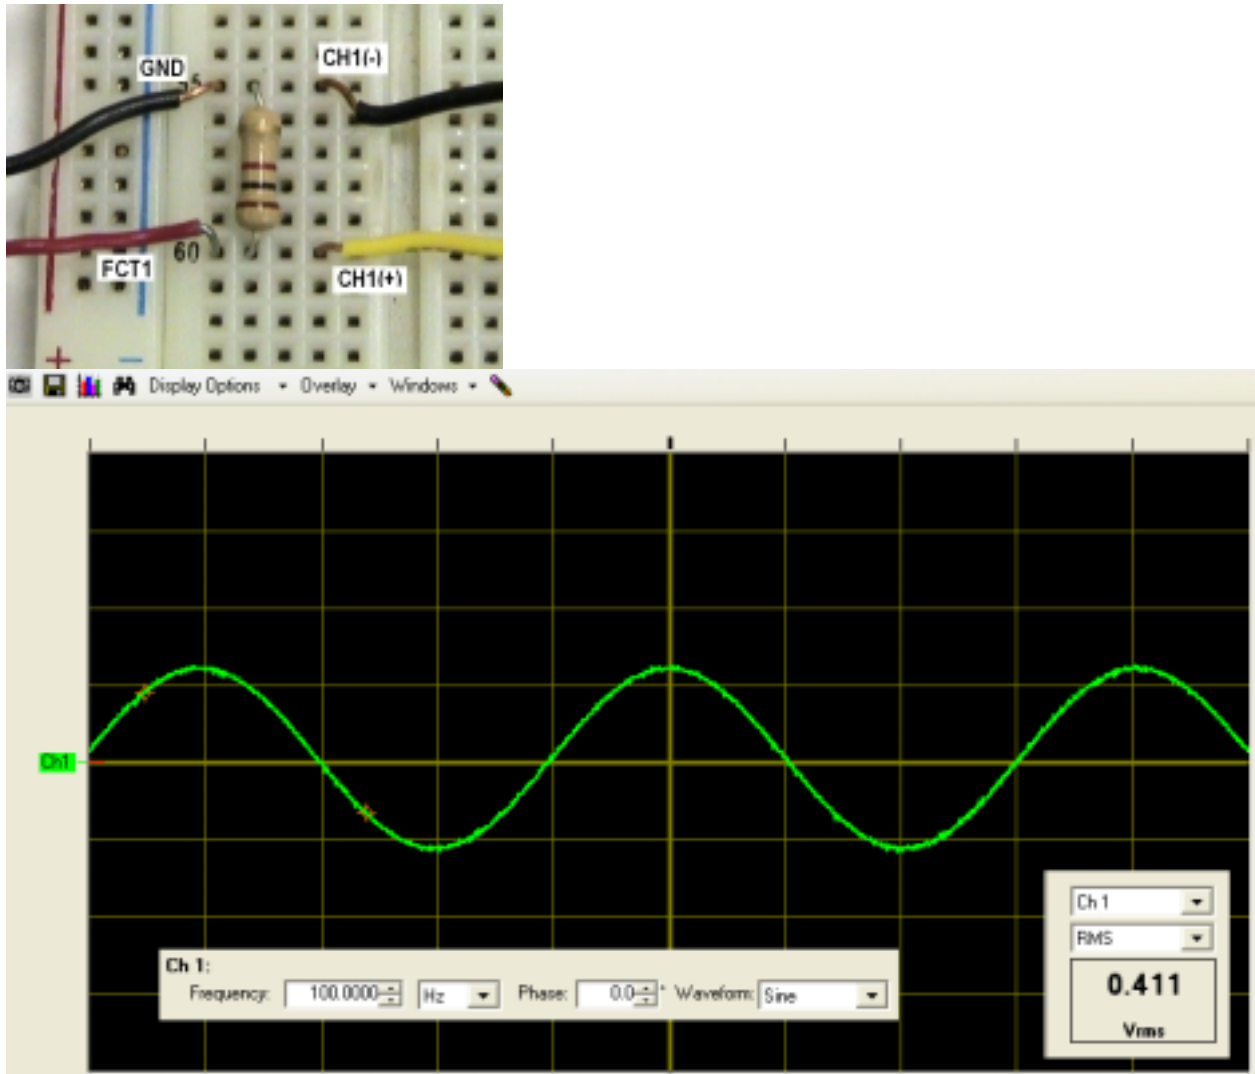 CH1(-)
GND
60
FCT1
CH1(+)
+ −
Display Options Overlay Windows
Ch1
Ch 1
RMS
0.411
Vrms
Ch 1:
Frequency: 100.0000 Hz Phase: 0.0 ° Waveform: Sine